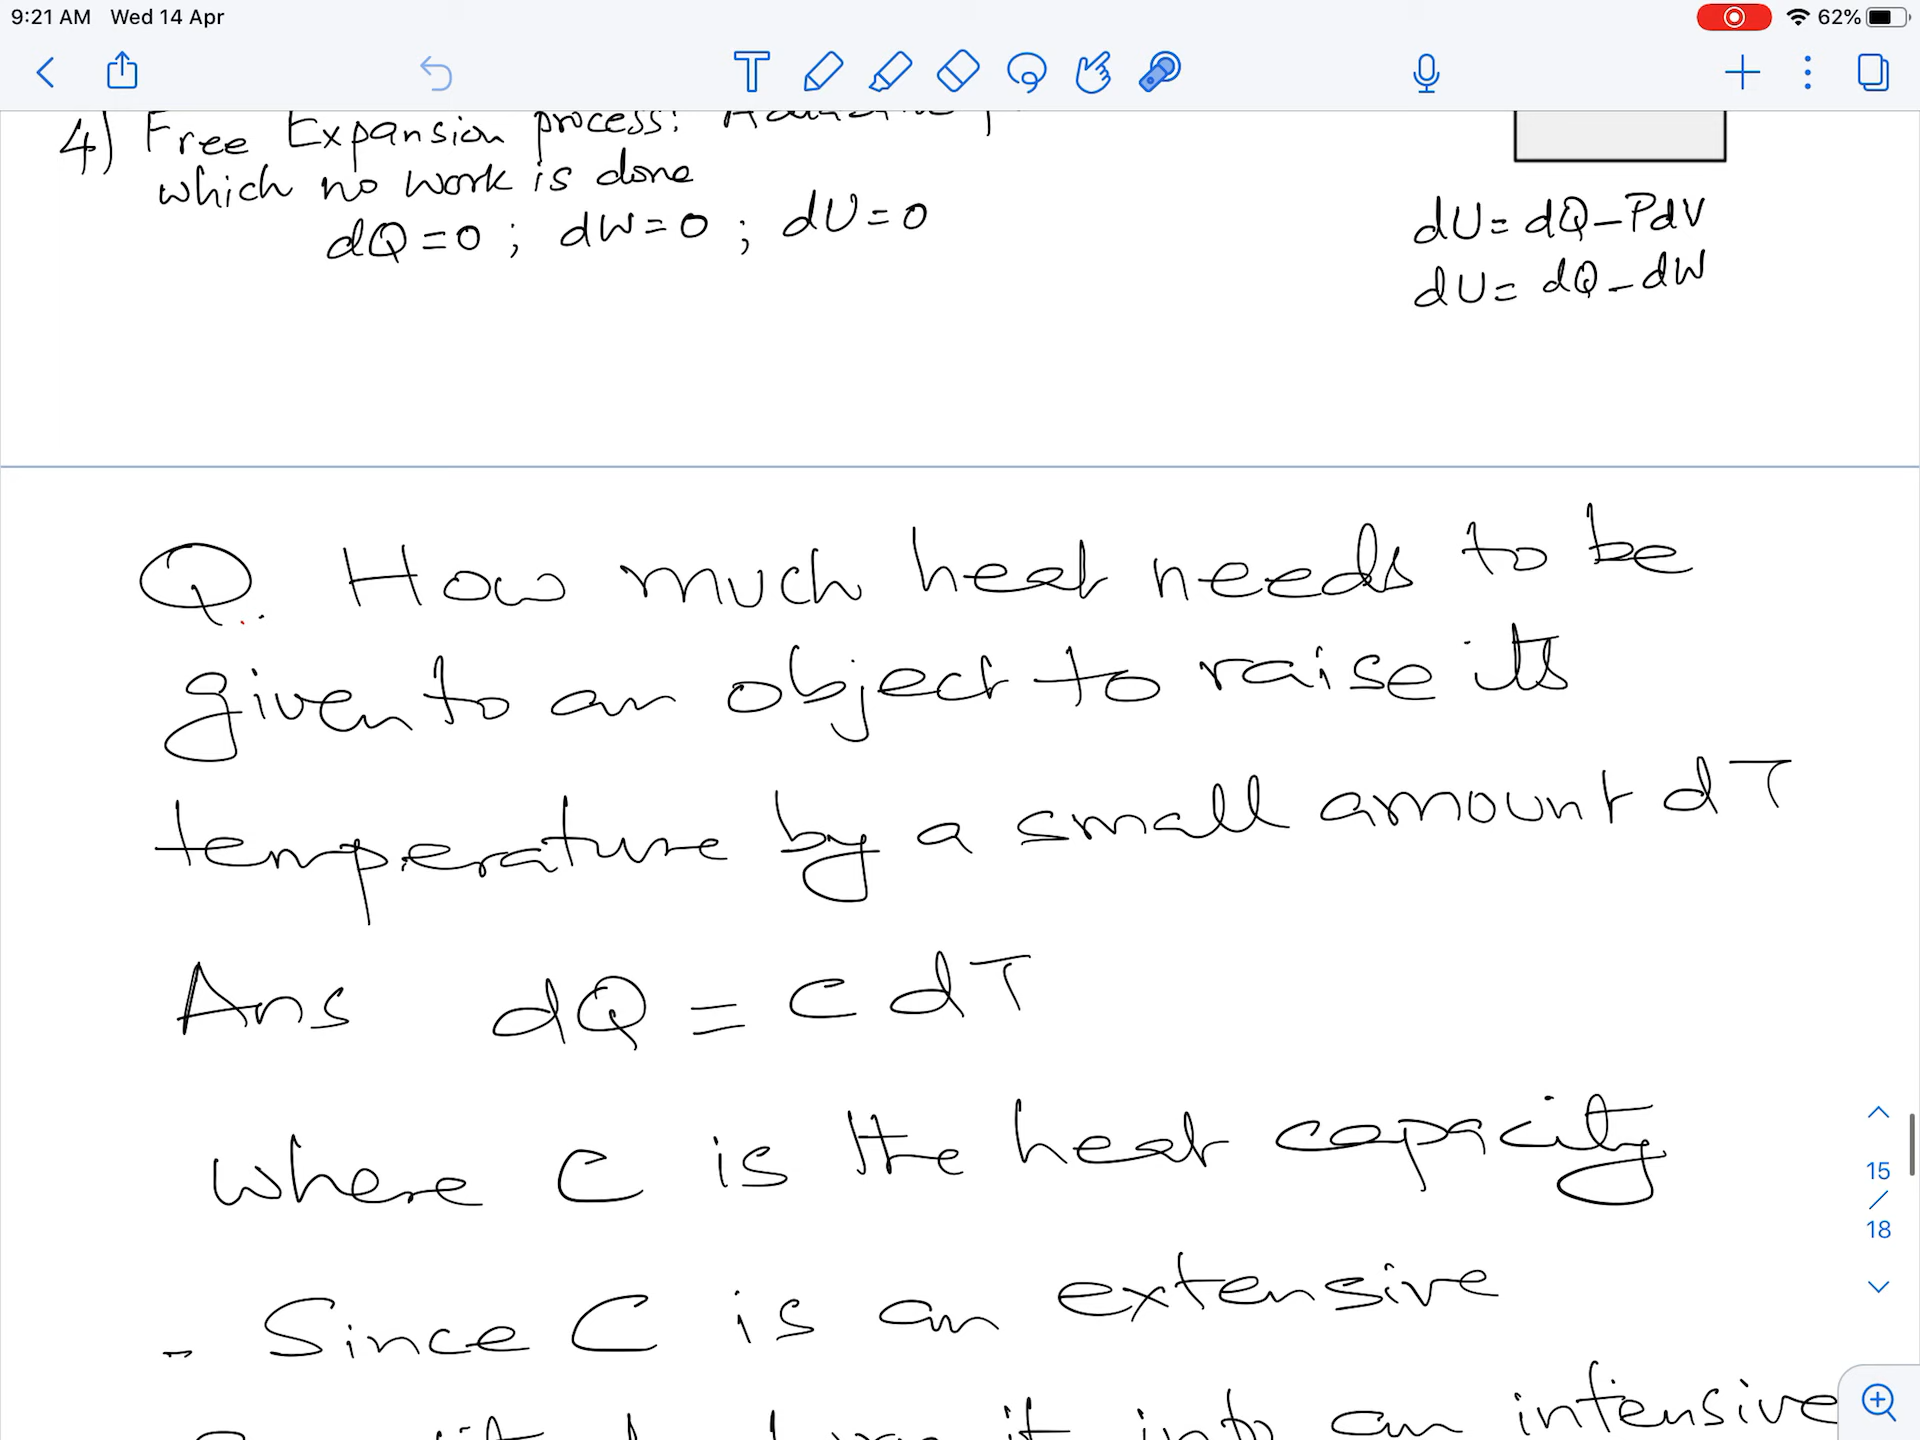 9:21 AM Wed 14 Apr
62%
T
4) Free Expansion process:
which no work is done
dQ=0 ; dW=0 ; dU=0
dU= dQ-PdV
dU= dQ-dW
Q. How much heat needs to be
given to an object to raise its
temperature by a small amount dT
Ans dQ = C dT
where C is the heat capacity
- Since C is an extensive
it into an intensive
15
/
18